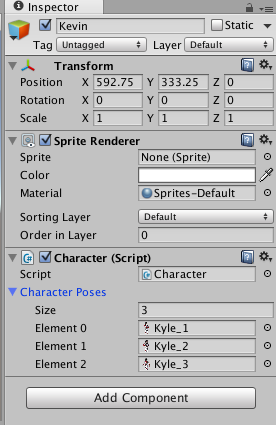 Inspector
Kevin Static
Tag Untagged Layer Default
Transform
Position X 592.75 Y 333.25 Z 0
Rotation X 0 Y 0 Z 0
Scale X 1 Y 1 Z 1
Sprite Renderer
Sprite None (Sprite)
Color
Material Sprites-Default
Sorting Layer Default
Order in Layer 0
Character (Script)
Script Character
Character Poses
Size 3
Element 0 Kyle_1
Element 1 Kyle_2
Element 2 Kyle_3
Add Component